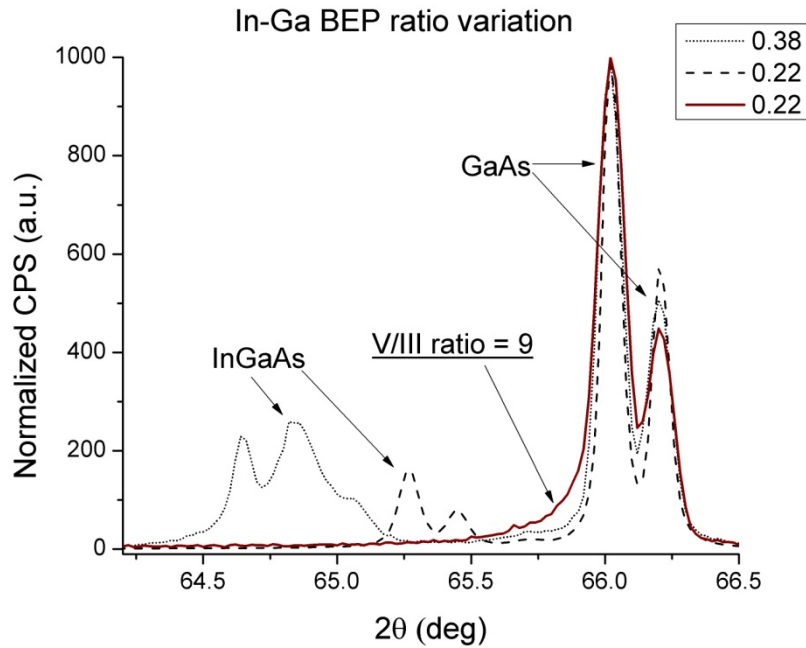 In-Ga BEP ratio variation
0.38
0.22
0.22
1000
800
600
400
200
0
Normalized CPS (a.u.)
GaAs
V/III ratio = 9
InGaAs
64.5
65.0
65.5
66.0
66.5
2θ (deg)